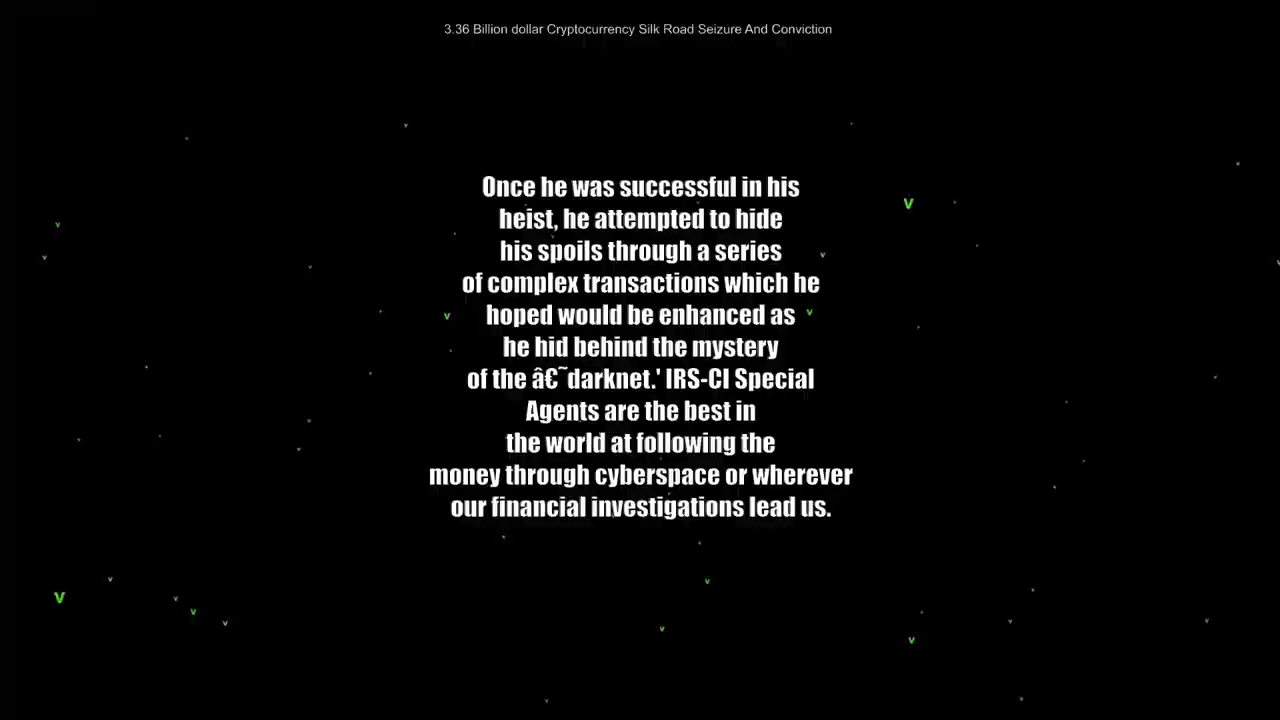 3.36 Billion dollar Cryptocurrency Silk Road Seizure And Conviction
Once he was successful in his
heist, he attempted to hide
his spoils through a series
of complex transactions which he
hoped would be enhanced as
he hid behind the mystery
of the â€˜darknet.' IRS-CI Special
Agents are the best in
the world at following the
money through cyberspace or wherever
our financial investigations lead us.